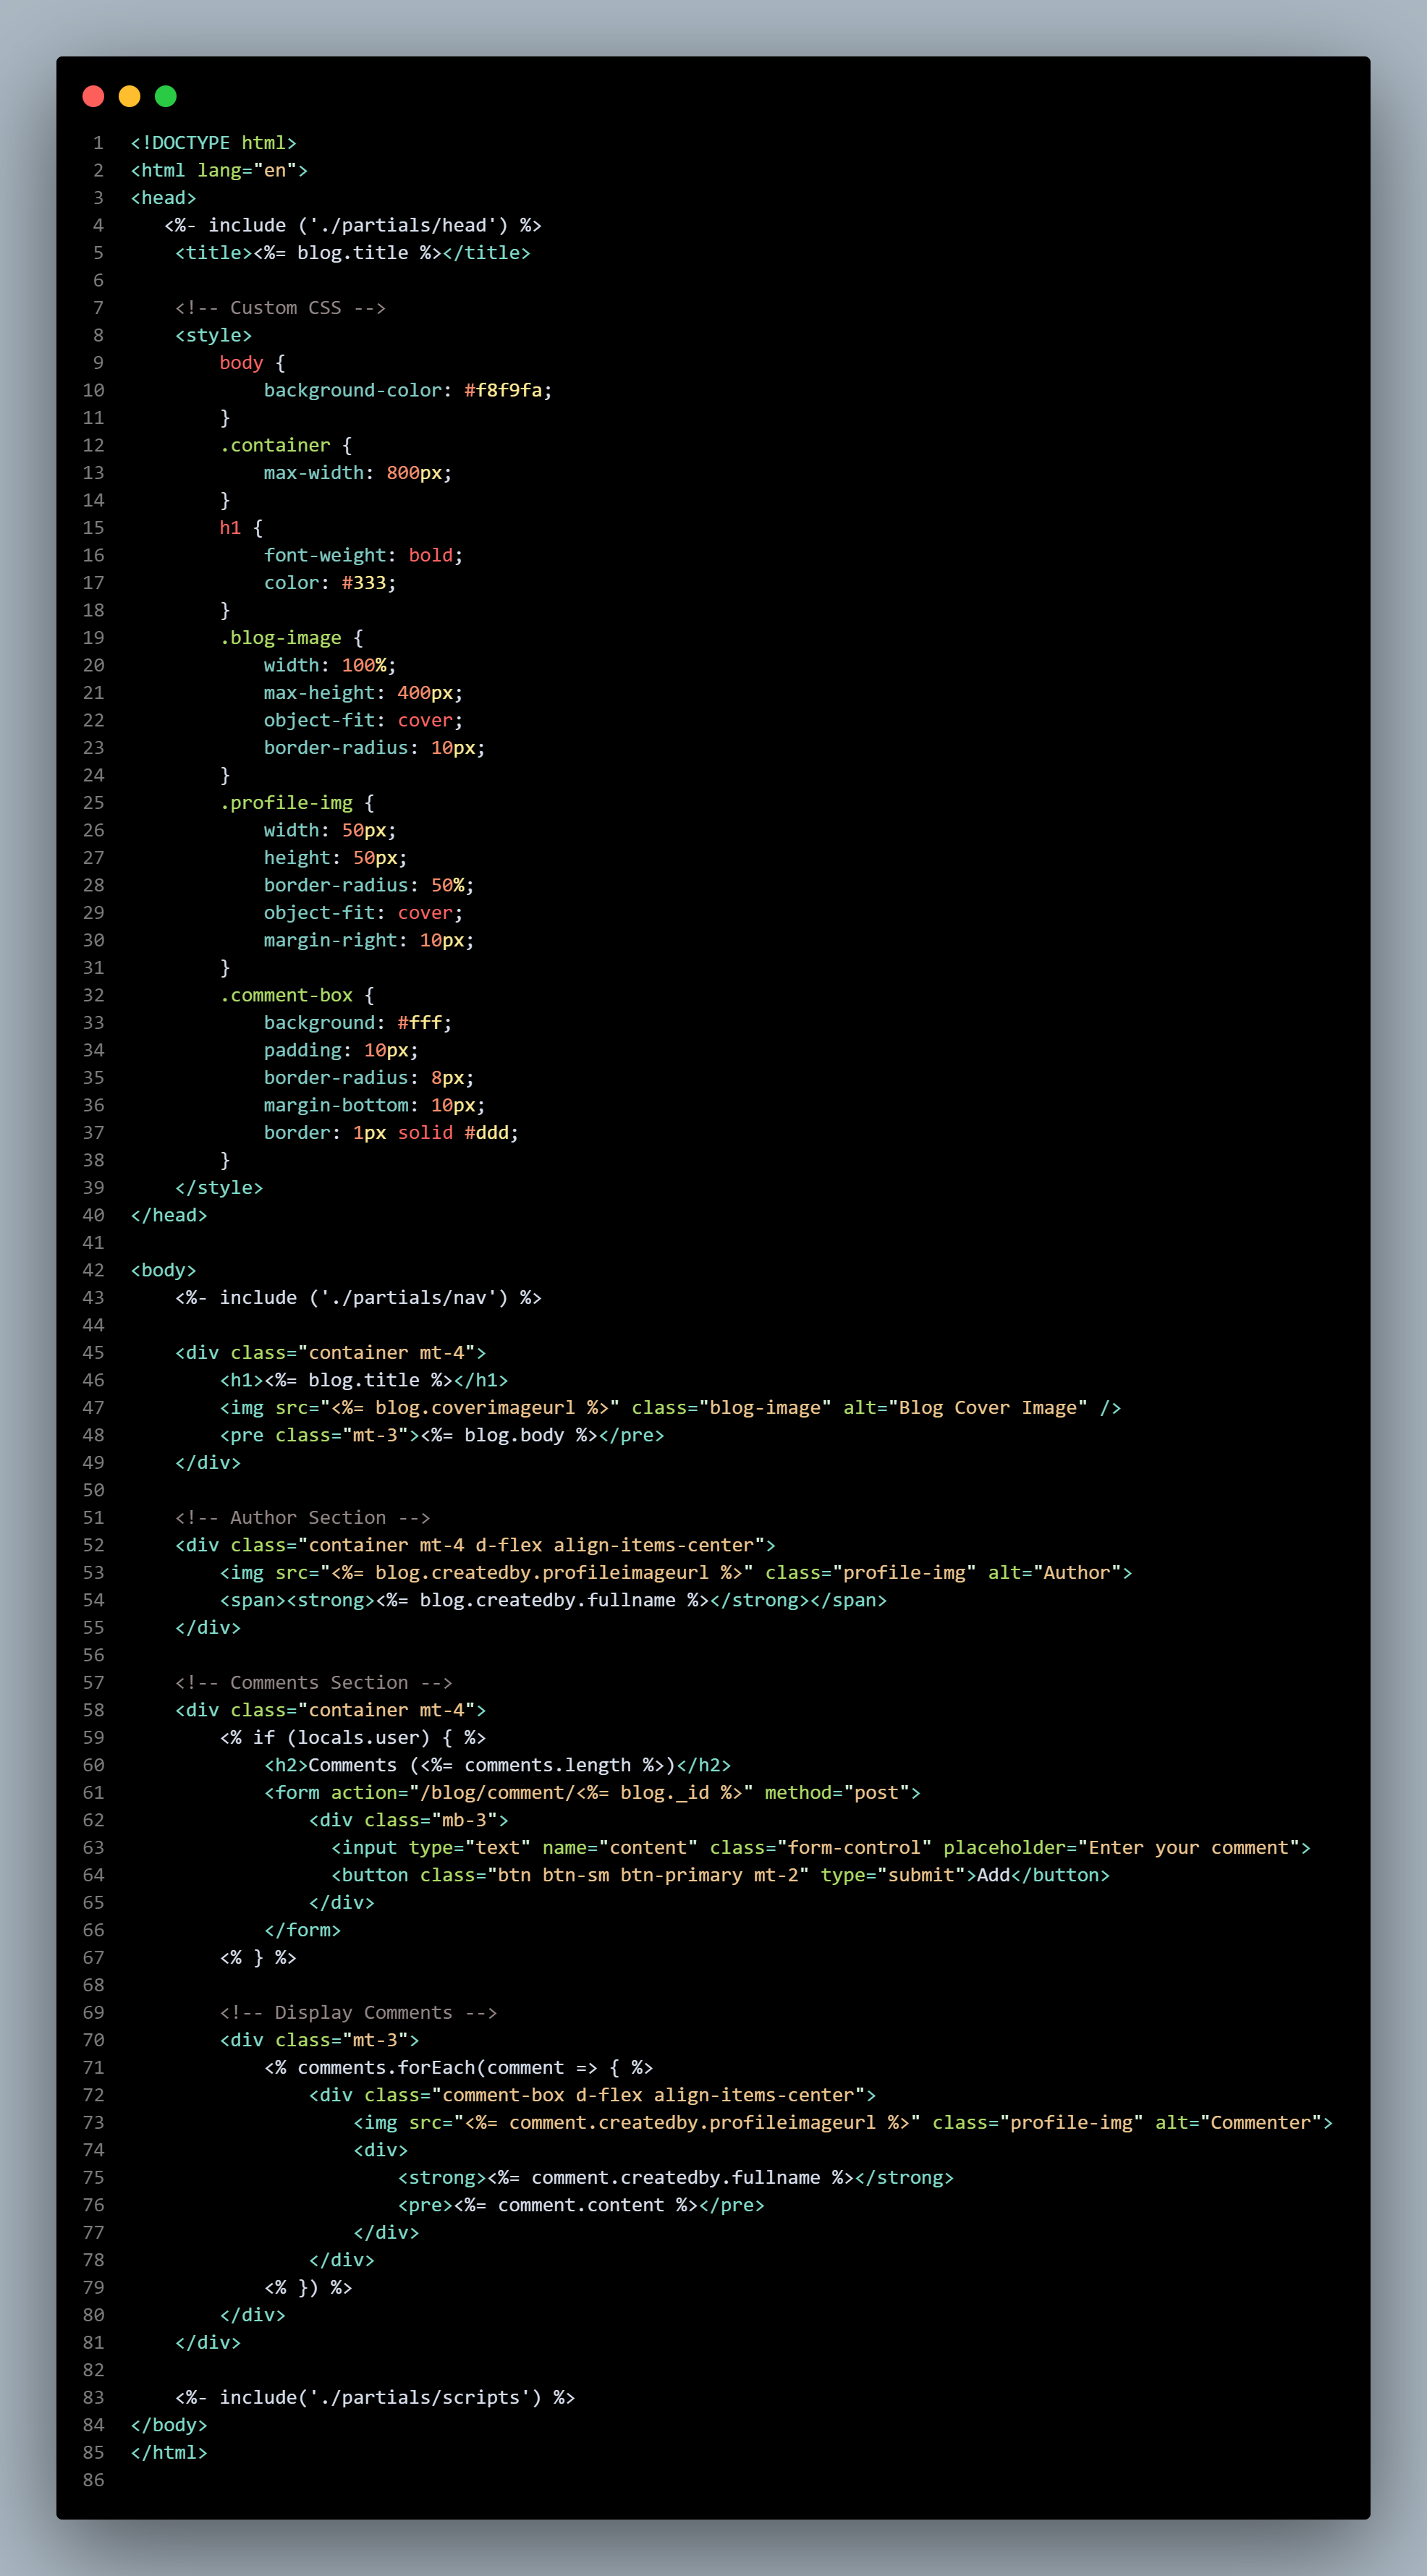 1 <!DOCTYPE html>
2 <html lang="en">
3 <head>
4    <%- include ('./partials/head') %>
5     <title><%= blog.title %></title>
6
7     <!-- Custom CSS -->
8     <style>
9         body {
10             background-color: #f8f9fa;
11         }
12         .container {
13             max-width: 800px;
14         }
15         h1 {
16             font-weight: bold;
17             color: #333;
18         }
19         .blog-image {
20             width: 100%;
21             max-height: 400px;
22             object-fit: cover;
23             border-radius: 10px;
24         }
25         .profile-img {
26             width: 50px;
27             height: 50px;
28             border-radius: 50%;
29             object-fit: cover;
30             margin-right: 10px;
31         }
32         .comment-box {
33             background: #fff;
34             padding: 10px;
35             border-radius: 8px;
36             margin-bottom: 10px;
37             border: 1px solid #ddd;
38         }
39     </style>
40 </head>
41
42 <body>
43     <%- include ('./partials/nav') %>
44
45     <div class="container mt-4">
46         <h1><%= blog.title %></h1>
47         <img src="<%= blog.coverimageurl %>" class="blog-image" alt="Blog Cover Image" />
48         <pre class="mt-3"><%= blog.body %></pre>
49     </div>
50
51     <!-- Author Section -->
52     <div class="container mt-4 d-flex align-items-center">
53         <img src="<%= blog.createdby.profileimageurl %>" class="profile-img" alt="Author">
54         <span><strong><%= blog.createdby.fullname %></strong></span>
55     </div>
56
57     <!-- Comments Section -->
58     <div class="container mt-4">
59         <% if (locals.user) { %>
60             <h2>Comments (<%= comments.length %>)</h2>
61             <form action="/blog/comment/<%= blog._id %>" method="post">
62                 <div class="mb-3">
63                   <input type="text" name="content" class="form-control" placeholder="Enter your comment">
64                   <button class="btn btn-sm btn-primary mt-2" type="submit">Add</button>
65                 </div>
66             </form>
67         <% } %>
68
69         <!-- Display Comments -->
70         <div class="mt-3">
71             <% comments.forEach(comment => { %>
72                 <div class="comment-box d-flex align-items-center">
73                     <img src="<%= comment.createdby.profileimageurl %>" class="profile-img" alt="Commenter">
74                     <div>
75                         <strong><%= comment.createdby.fullname %></strong>
76                         <pre><%= comment.content %></pre>
77                     </div>
78                 </div>
79             <% }) %>
80         </div>
81     </div>
82
83     <%- include('./partials/scripts') %>
84 </body>
85 </html>
86